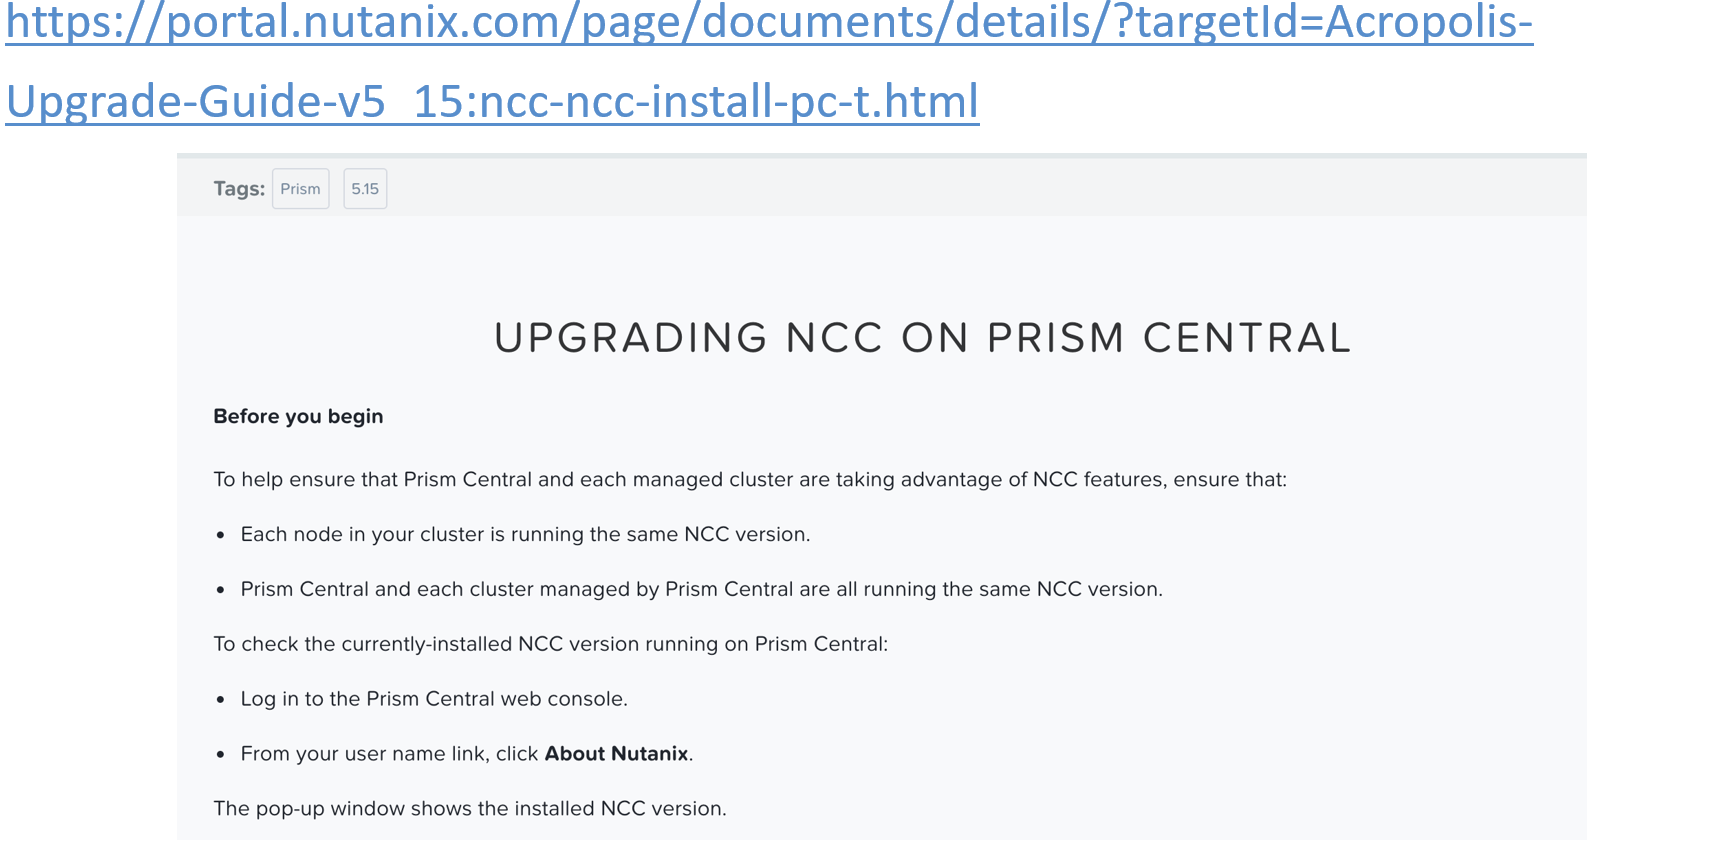 https://portal.nutanix.com/page/documents/details/?targetId=Acropolis-
Upgrade-Guide-v5_15:ncc-ncc-install-pc-t.html
Tags: Prism 5.15
UPGRADING NCC ON PRISM CENTRAL
Before you begin
To help ensure that Prism Central and each managed cluster are taking advantage of NCC features, ensure that:
• Each node in your cluster is running the same NCC version.
• Prism Central and each cluster managed by Prism Central are all running the same NCC version.
To check the currently-installed NCC version running on Prism Central:
• Log in to the Prism Central web console.
• From your user name link, click About Nutanix.
The pop-up window shows the installed NCC version.